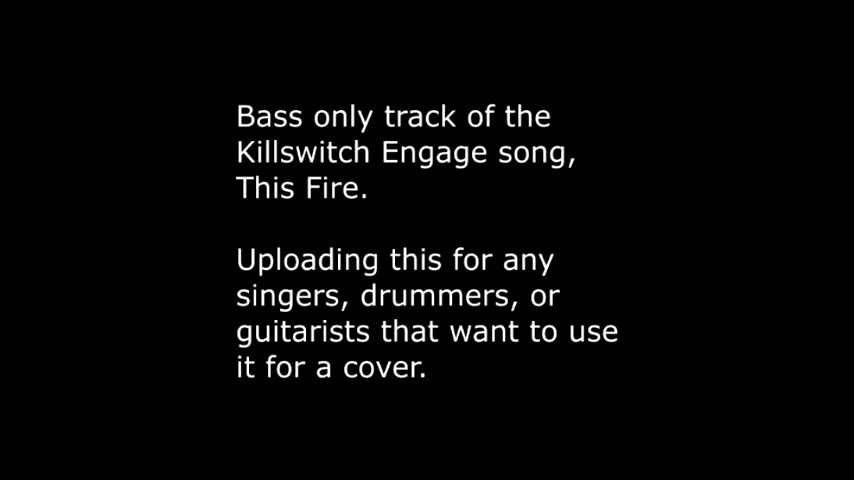 Bass only track of the
Killswitch Engage song,
This Fire.
Uploading this for any
singers, drummers, or
guitarists that want to use
it for a cover.